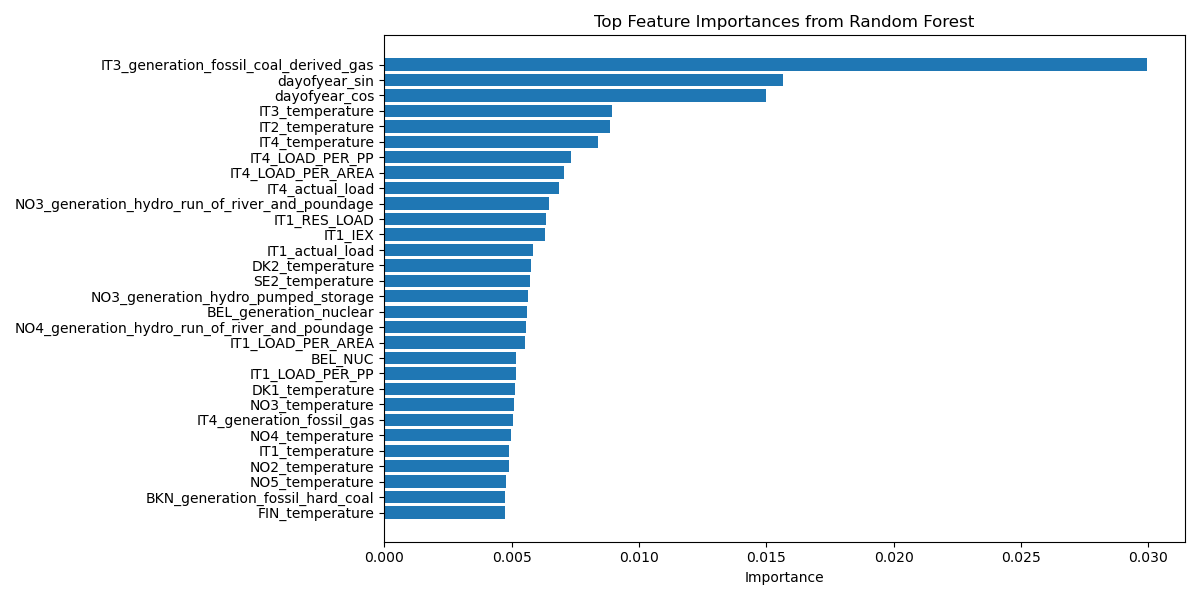 Top Feature Importances from Random Forest
IT3_generation_fossil_coal_derived_gas
dayofyear_sin
dayofyear_cos
IT3_temperature
IT2_temperature
IT4_temperature
IT4_LOAD_PER_PP
IT4_LOAD_PER_AREA
IT4_actual_load
NO3_generation_hydro_run_of_river_and_poundage
IT1_RES_LOAD
IT1_IEX
IT1_actual_load
DK2_temperature
SE2_temperature
NO3_generation_hydro_pumped_storage
BEL_generation_nuclear
NO4_generation_hydro_run_of_river_and_poundage
IT1_LOAD_PER_AREA
BEL_NUC
IT1_LOAD_PER_PP
DK1_temperature
NO3_temperature
IT4_generation_fossil_gas
NO4_temperature
IT1_temperature
NO2_temperature
NO5_temperature
BKN_generation_fossil_hard_coal
FIN_temperature
0.000 0.005 0.010 0.015 0.020 0.025 0.030
Importance